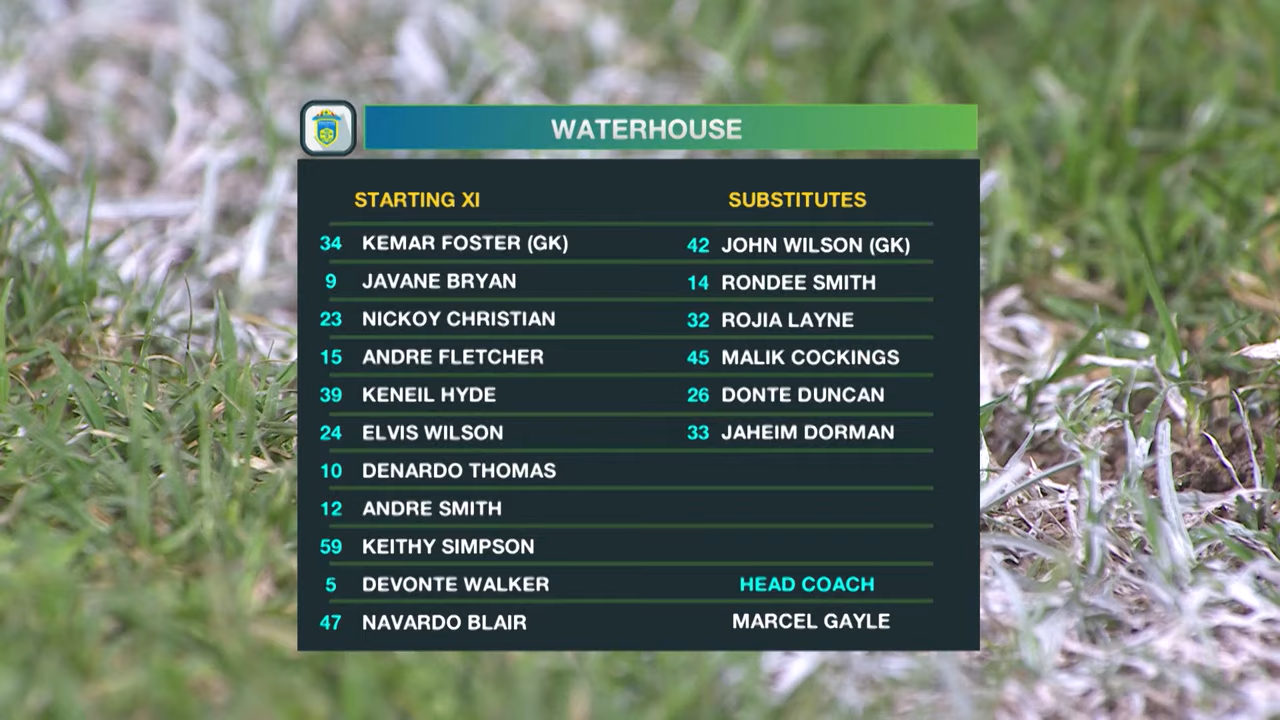 WATERHOUSE
STARTING XI
34 KEMAR FOSTER (GK)
9 JAVANE BRYAN
23 NICKOY CHRISTIAN
15 ANDRE FLETCHER
39 KENEIL HYDE
24 ELVIS WILSON
10 DENARDO THOMAS
12 ANDRE SMITH
59 KEITHY SIMPSON
5 DEVONTE WALKER
47 NAVARDO BLAIR
SUBSTITUTES
42 JOHN WILSON (GK)
14 RONDEE SMITH
32 ROJIA LAYNE
45 MALIK COCKINGS
26 DONTE DUNCAN
33 JAHEIM DORMAN
HEAD COACH
MARCEL GAYLE